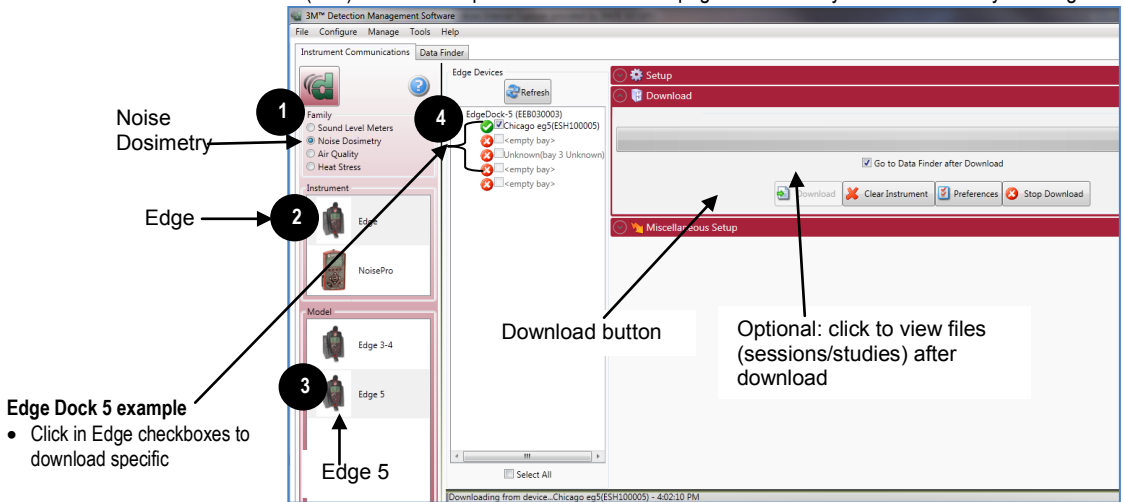 3M™ Detection Management Software
File Configure Manage Tools Help
Instrument Communications Data Finder
1
Noise
Dosimetry
Family
Sound Level Meters
Noise Dosimetry
Air Quality
Heat Stress
Instrument
Edge
2
Edge
NoisePro
Model
Edge 3-4
3
Edge 5
Edge 5
Edge Dock 5 example
• Click in Edge checkboxes to
download specific
Edge Devices
Refresh
4
EdgeDock-5 (EEB030003)
Chicago eg5(ESH100005)
<empty bay>
Unknown(bay 3 Unknown)
<empty bay>
<empty bay>
Select All
Setup
Download
Go to Data Finder after Download
Download Clear Instrument Preferences Stop Download
Miscellaneous Setup
Download button
Optional: click to view files
(sessions/studies) after
download
Downloading from device...Chicago eg5(ESH100005) - 4:02:10 PM